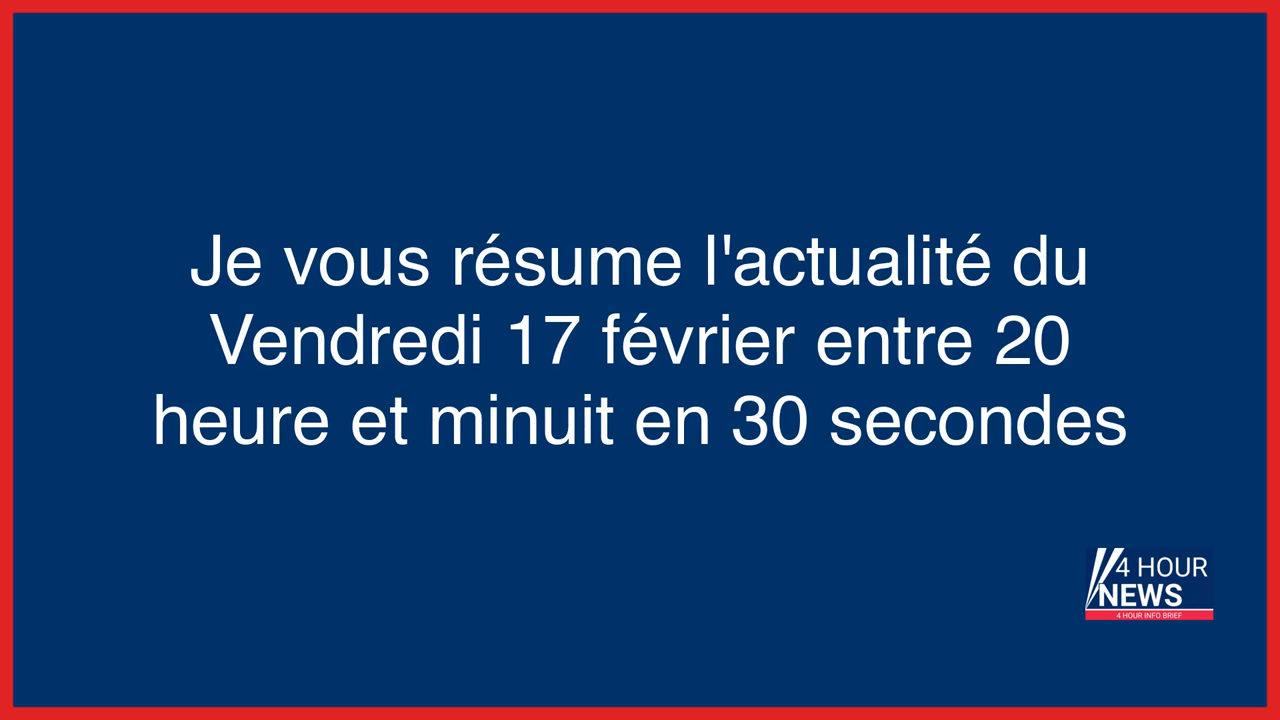 Je vous résume l'actualité du
Vendredi 17 février entre 20
heure et minuit en 30 secondes
4 HOUR
NEWS
4 HOUR INFO BRIEF